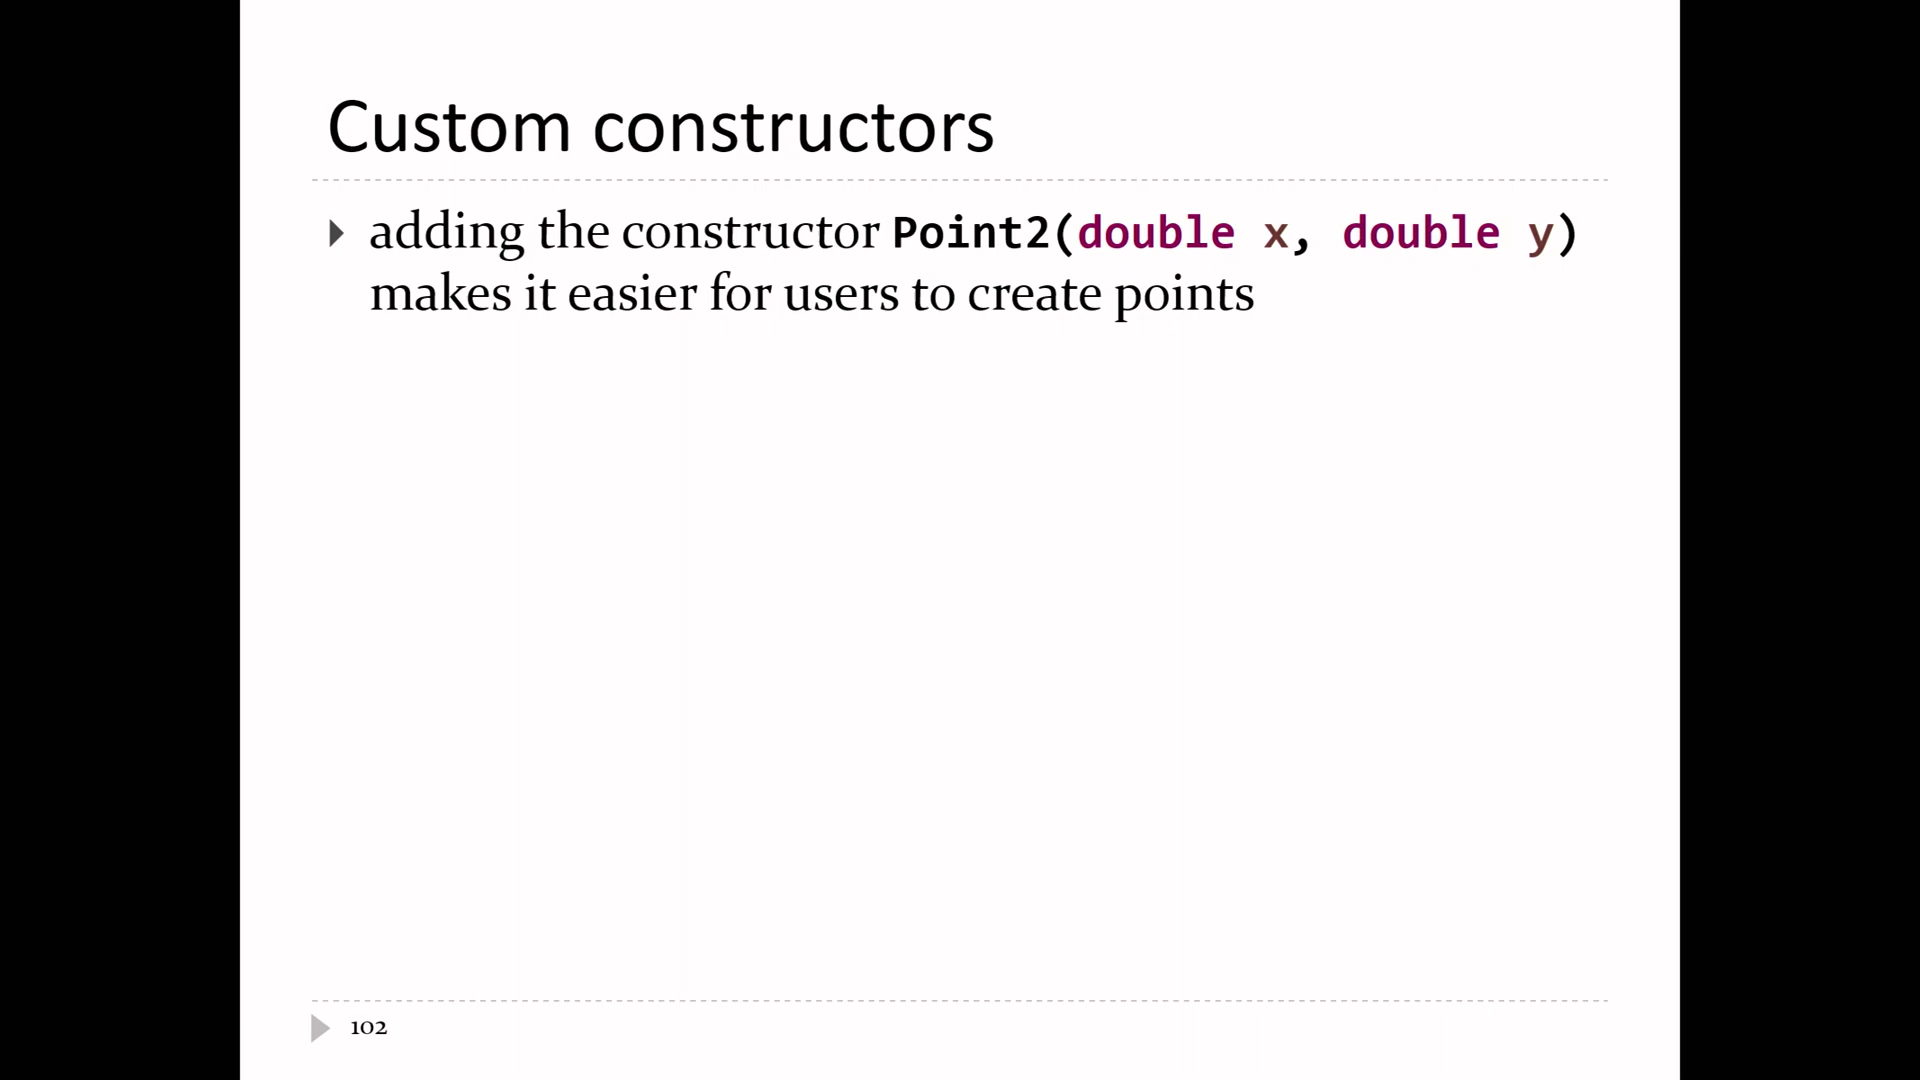 Custom constructors
adding the constructor Point2(double x, double y)
makes it easier for users to create points
102